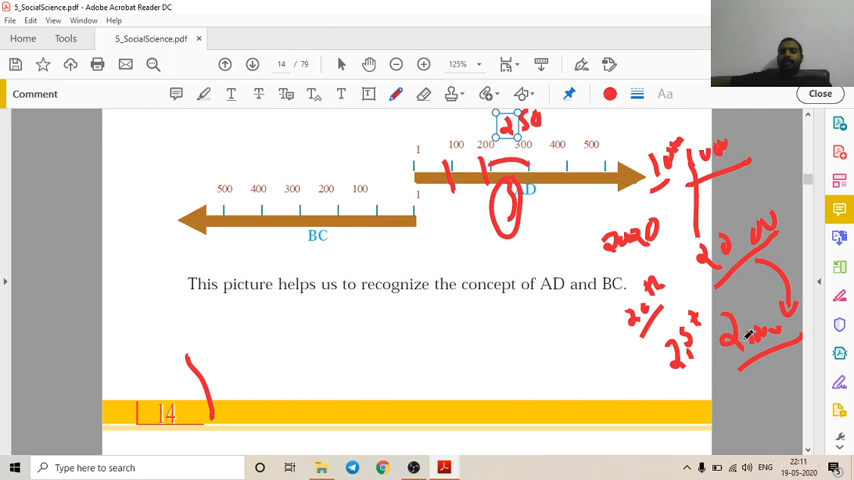 5_SocialScience.pdf - Adobe Acrobat Reader DC
File Edit View Window Help
Home Tools 5_SocialScience.pdf ×
14 / 79 125%
Comment Aa Close
250
1 100 200 300 400 500
AD
500 400 300 200 100 1
BC
2020
This picture helps us to recognize the concept of AD and BC.
14
Type here to search
ENG
22:11
19-05-2020
5